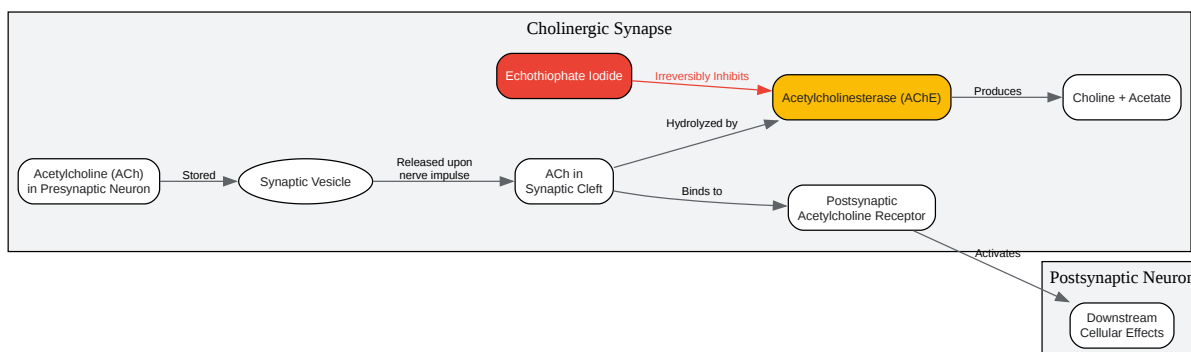 Cholinergic Synapse
Echothiophate Iodide
Irreversibly Inhibits
Acetylcholinesterase (AChE)
Produces
Choline + Acetate
Hydrolyzed by
Acetylcholine (ACh)
in Presynaptic Neuron
Stored
Synaptic Vesicle
Released upon
nerve impulse
ACh in
Synaptic Cleft
Binds to
Postsynaptic
Acetylcholine Receptor
Activates
Postsynaptic Neuron
Downstream
Cellular Effects